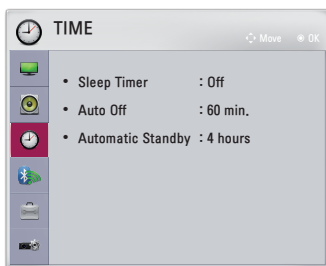 TIME
Move OK
• Sleep Timer : Off
• Auto Off : 60 min.
• Automatic Standby : 4 hours